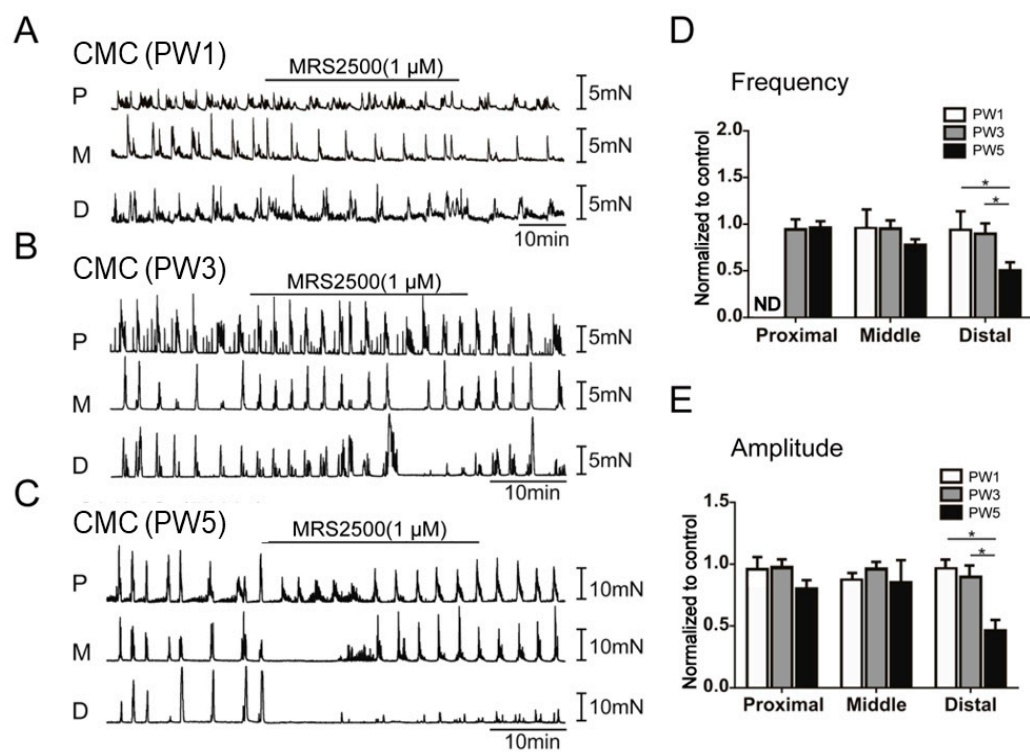 A
CMC (PW1)
MRS2500(1 µM)
P
5mN
M
5mN
D
5mN
10min
B
CMC (PW3)
MRS2500(1 µM)
P
5mN
M
5mN
D
5mN
10min
C
CMC (PW5)
MRS2500(1 µM)
P
10mN
M
10mN
D
10mN
10min
D
Frequency
Normalized to control
2.0
1.5
1.0
0.5
0.0
PW1
PW3
PW5
*
*
ND
Proximal Middle Distal
E
Amplitude
Normalized to control
1.5
1.0
0.5
0.0
PW1
PW3
PW5
*
*
Proximal Middle Distal